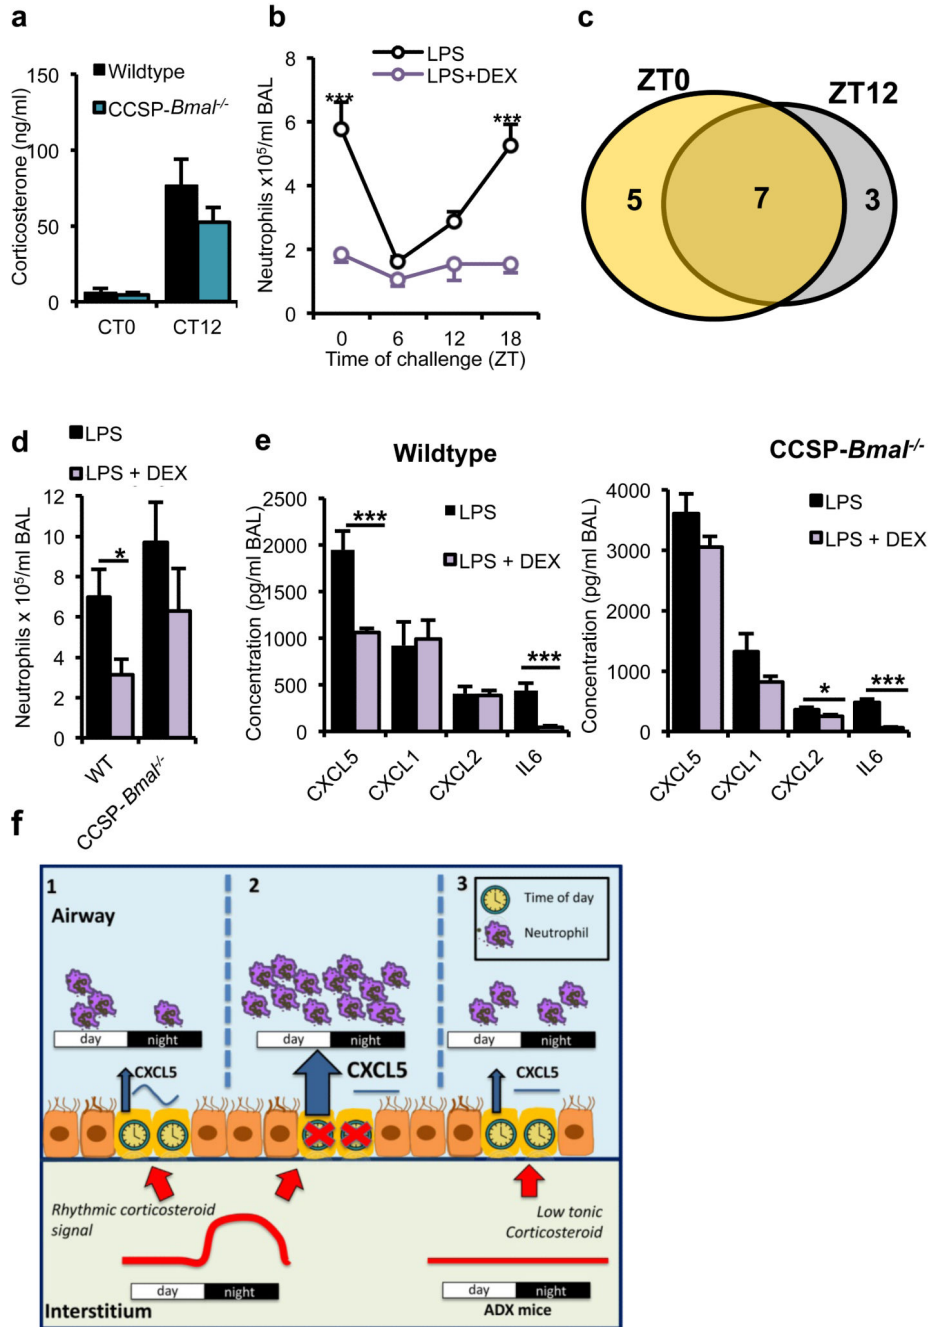 a
Wildtype
CCSP-Bmal-/-
Corticosterone (ng/ml)
150
100
50
0
CT0
CT12
b
LPS
LPS+DEX
Neutrophils x10⁵/ml BAL
8
6
4
2
0
***
***
0
6
12
18
Time of challenge (ZT)
c
ZT0
ZT12
5
7
3
d
LPS
LPS + DEX
Neutrophils x 10⁵/ml BAL
12
10
8
6
4
2
0
*
WT
CCSP-Bmal-/-
e
Wildtype
Concentration (pg/ml BAL)
2500
2000
1500
1000
500
0
***
***
LPS
LPS + DEX
CXCL5
CXCL1
CXCL2
IL6
CCSP-Bmal-/-
Concentration (pg/ml BAL)
4000
3000
2000
1000
0
LPS
LPS + DEX
*
***
CXCL5
CXCL1
CXCL2
IL6
f
1
2
3
Airway
Time of day
Neutrophil
day night
day night
day night
CXCL5
CXCL5
CXCL5
Rhythmic corticosteroid
signal
Low tonic
Corticosteroid
day night
day night
Interstitium
ADX mice